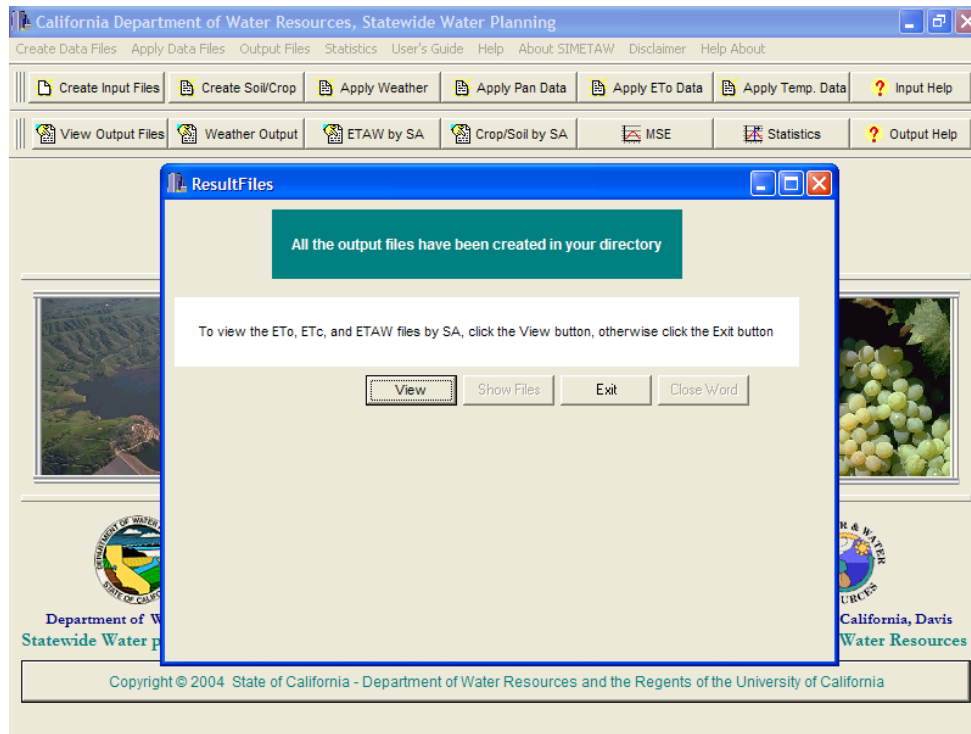 California Department of Water Resources, Statewide Water Planning
Create Data Files Apply Data Files Output Files Statistics User's Guide Help About SIMETAW Disclaimer Help About
Create Input Files Create Soil/Crop Apply Weather Apply Pan Data Apply ETo Data Apply Temp. Data Input Help
View Output Files Weather Output ETAW by SA Crop/Soil by SA MSE Statistics Output Help
ResultFiles
All the output files have been created in your directory
To view the ETo, ETc, and ETAW files by SA, click the View button, otherwise click the Exit button
View Show Files Exit Close Word
DEPARTMENT OF WATER
STATE OF
R & WATER
Department of
California, Davis
Statewide Water
Water Resources
Copyright © 2004 State of California - Department of Water Resources and the Regents of the University of California